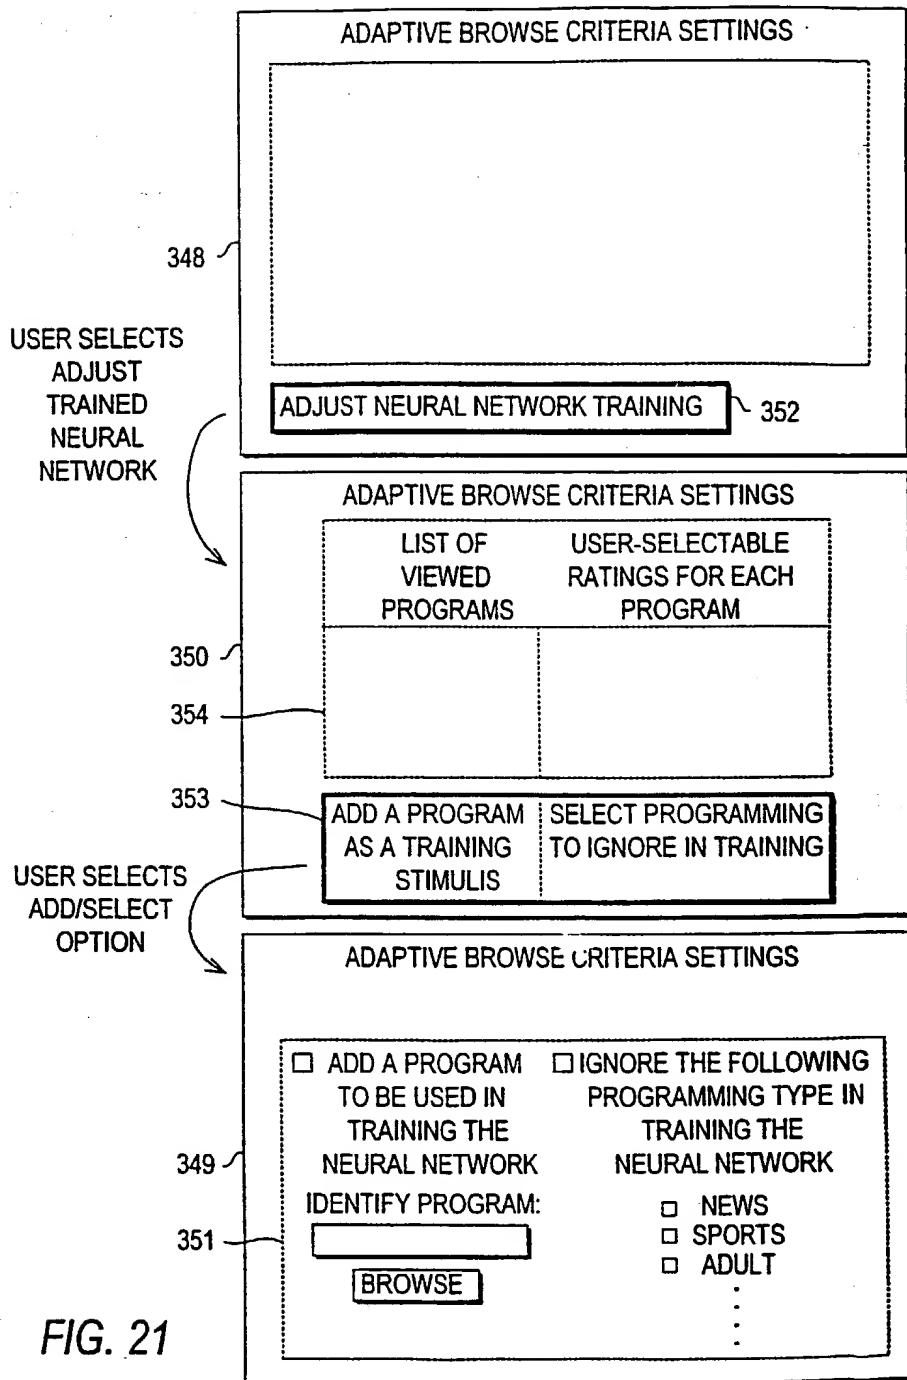 ADAPTIVE BROWSE CRITERIA SETTINGS
348
USER SELECTS
ADJUST
TRAINED
NEURAL
NETWORK
ADJUST NEURAL NETWORK TRAINING
352
ADAPTIVE BROWSE CRITERIA SETTINGS
LIST OF
VIEWED
PROGRAMS
USER-SELECTABLE
RATINGS FOR EACH
PROGRAM
350
354
353
ADD A PROGRAM
AS A TRAINING
STIMULIS
SELECT PROGRAMMING
TO IGNORE IN TRAINING
USER SELECTS
ADD/SELECT
OPTION
ADAPTIVE BROWSE CRITERIA SETTINGS
ADD A PROGRAM
TO BE USED IN
TRAINING THE
NEURAL NETWORK
IDENTIFY PROGRAM:
BROWSE
IGNORE THE FOLLOWING
PROGRAMMING TYPE IN
TRAINING THE
NEURAL NETWORK
NEWS
SPORTS
ADULT
349
351
FIG. 21